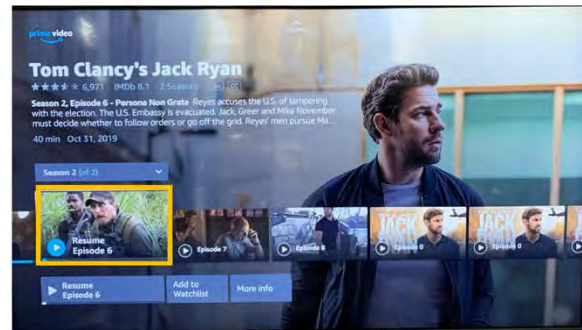 prime video
Tom Clancy's Jack Ryan
6,971 IMDb 8.1 2 Seasons
Season 2, Episode 6 - Persona Non Grata Reyes accuses the U.S. of tampering
with the election. The U.S. Embassy is evacuated. Jack, Greer and Mike November
must decide whether to follow orders or go off the grid. Reyes' men pursue Ma...
40 min Oct 31, 2019
Season 2 (of 2)
Resume
Episode 6
Episode 7
Episode 8
JACK
Episode 0
JACK
Episode 0
Resume
Episode 6
Add to
Watchlist
More info